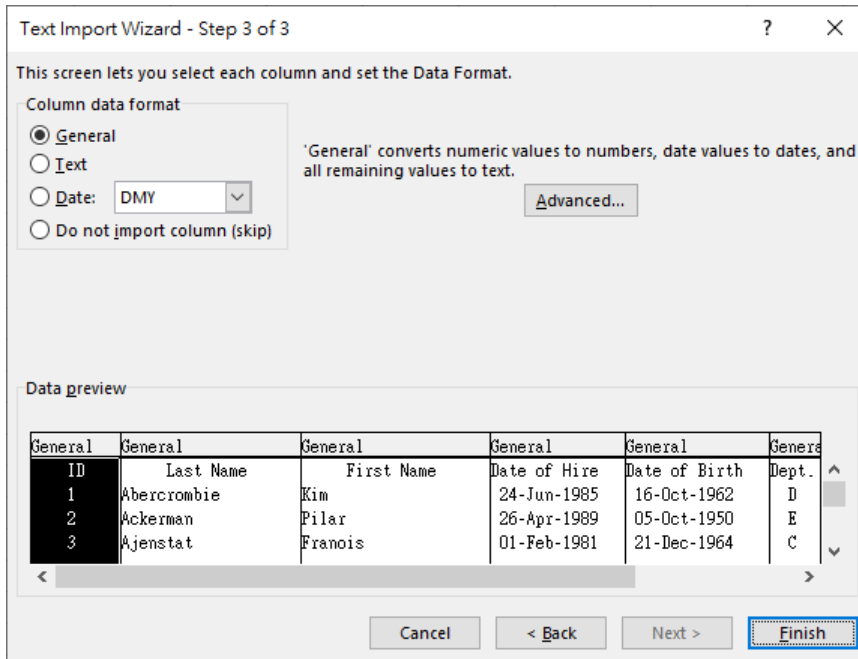 Text Import Wizard - Step 3 of 3
This screen lets you select each column and set the Data Format.
Column data format
General
Text
Date: DMY
Do not import column (skip)
'General' converts numeric values to numbers, date values to dates, and
all remaining values to text.
Advanced...
Data preview
General General General General General Genera
ID Last Name First Name Date of Hire Date of Birth Dept.
1 Abercrombie Kim 24-Jun-1985 16-Oct-1962 D
2 Ackerman Pilar 26-Apr-1989 05-Oct-1950 E
3 Ajenstat Franois 01-Feb-1981 21-Dec-1964 C
Cancel < Back Next > Finish